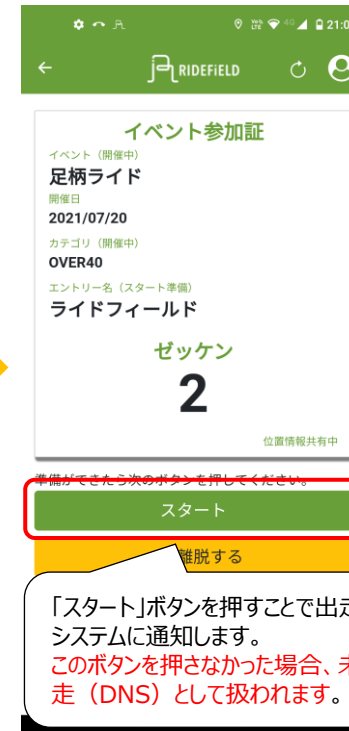 21:0
RIDEFiELD
イベント参加証
イベント（開催中）
足柄ライド
開催日
2021/07/20
カテゴリ（開催中）
OVER40
エントリー名（スタート準備）
ライドフィールド
ゼッケン
2
位置情報共有中
準備ができたら次のボタンを押してください。
スタート
離脱する
「スタート」ボタンを押すことで出走
システムに通知します。
このボタンを押さなかった場合、未
走（DNS）として扱われます。